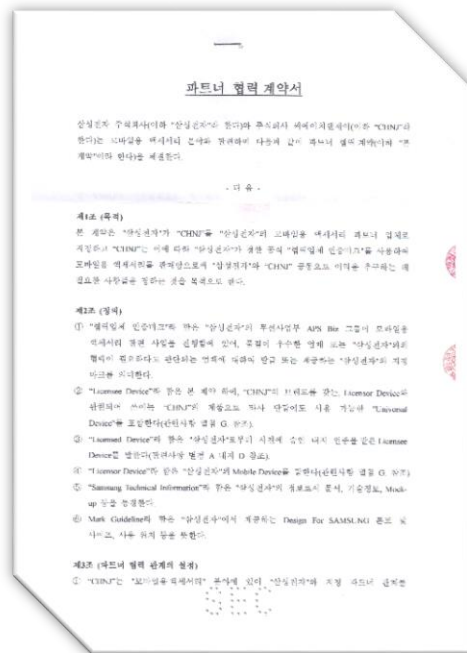 파트너 협력 계약서
삼성전자 주식회사(이하 "삼성전자"라 한다)와 주식회사 씨에이치엔제이(이하 "CHNJ"라
한다)는 모바일용 액세서리 분야와 관련하여 다음과 같이 파트너 협력 계약(이하 "본
계약"이라 한다)을 체결한다.
- 다 음 -
제1조 (목적)
본 계약은 "삼성전자"가 "CHNJ"를 "삼성전자"의 모바일용 액세서리 파트너 업체로
지정하고 "CHNJ"는 이에 따라 "삼성전자"가 정한 "협력업체 인증마크"를 사용하여
모바일용 액세서리를 판매함으로써 "삼성전자"와 "CHNJ" 공동으로 이익을 추구하는 데
필요한 사항들을 정하는 것을 목적으로 한다.
제2조 (정의)
① "협력업체 인증마크"라 함은 "삼성전자"의 무선사업부 APS Biz 그룹이 모바일용
액세서리 관련 사업을 진행함에 있어, 품질이 우수한 업체 또는 "삼성전자"와의
협력이 필요하다고 판단되는 업체에 대하여 발급 또는 제공하는 "삼성전자"의 지정
마크를 의미한다.
② "Licensee Device"라 함은 본 계약 하에, "CHNJ"의 브랜드를 갖는, Licensor Device와
관련되어 쓰이는 "CHNJ"의 제품으로 타사 단말에도 사용 가능한 "Universal
Device"를 포함한다(관련사항 별첨 G. 참조).
③ "Licensed Device"라 함은 "삼성전자"로부터 사전에 승인 내지 인증을 받은 Licensee
Device를 말한다(관련사항 별첨 A 내지 D 참조).
④ "Licensor Device"라 함은 "삼성전자"의 Mobile Device를 말한다(관련사항 별첨 G. 참조)
⑤ "Samsung Technical Information"라 함은 "삼성전자"의 정보로서 문서, 기술정보, Mock-
up 등을 통칭한다.
⑥ Mark Guideline라 함은 "삼성전자"에서 제공하는 Design For SAMSUNG 폰트 및
사이즈, 사용 위치 등을 뜻한다.
제3조 (파트너 협력 관계의 설정)
① "CHNJ"는 "모바일용 액세서리" 분야에 있어 "삼성전자"와 지정 파트너 관계를
SEC